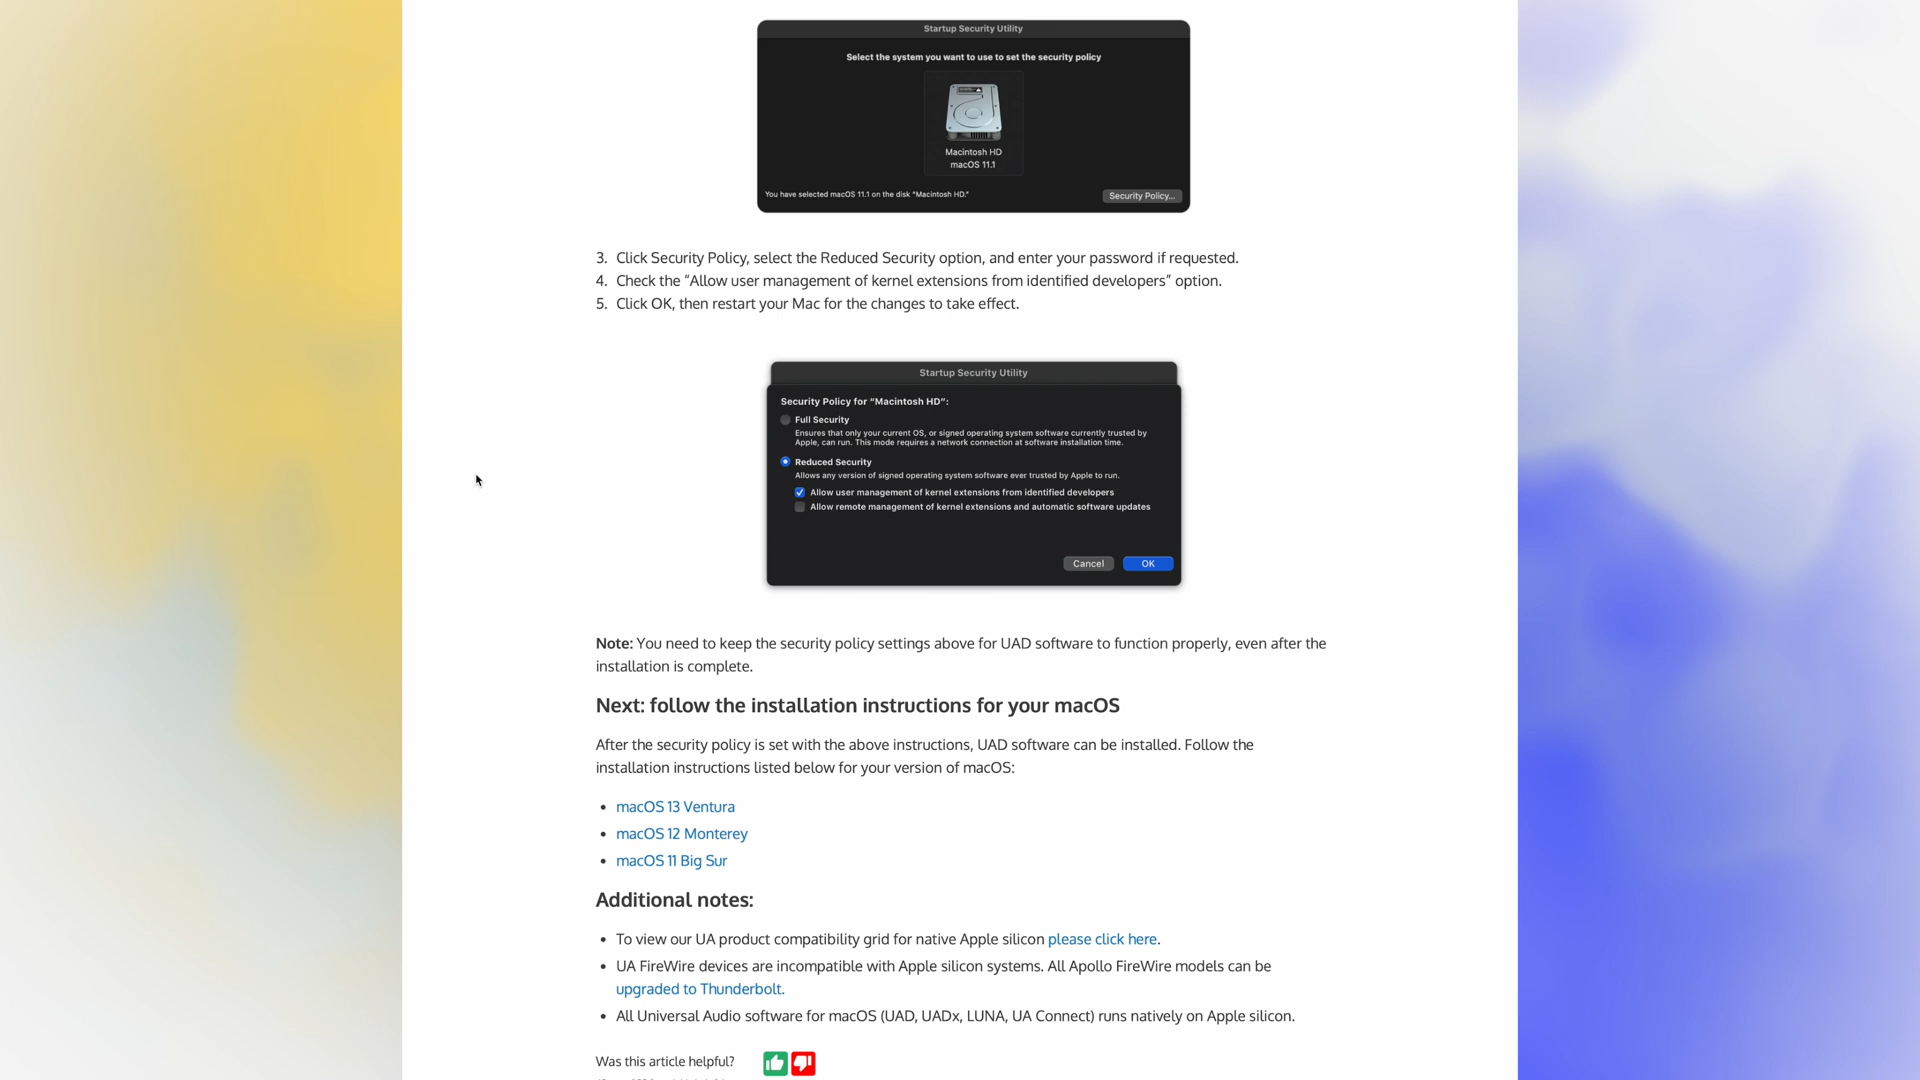 Startup Security Utility
Select the system you want to use to set the security policy
Macintosh HD
macOS 11.1
You have selected macOS 11.1 on the disk "Macintosh HD."
Security Policy...
3. Click Security Policy, select the Reduced Security option, and enter your password if requested.
4. Check the "Allow user management of kernel extensions from identified developers" option.
5. Click OK, then restart your Mac for the changes to take effect.
Startup Security Utility
Security Policy for "Macintosh HD":
Full Security
Ensures that only your current OS, or signed operating system software currently trusted by
Apple, can run. This mode requires a network connection at software installation time.
Reduced Security
Allows any version of signed operating system software ever trusted by Apple to run.
Allow user management of kernel extensions from identified developers
Allow remote management of kernel extensions and automatic software updates
Cancel
OK
Note: You need to keep the security policy settings above for UAD software to function properly, even after the
installation is complete.
Next: follow the installation instructions for your macOS
After the security policy is set with the above instructions, UAD software can be installed. Follow the
installation instructions listed below for your version of macOS:
• macOS 13 Ventura
• macOS 12 Monterey
• macOS 11 Big Sur
Additional notes:
• To view our UA product compatibility grid for native Apple silicon please click here.
• UA FireWire devices are incompatible with Apple silicon systems. All Apollo FireWire models can be
upgraded to Thunderbolt.
• All Universal Audio software for macOS (UAD, UADx, LUNA, UA Connect) runs natively on Apple silicon.
Was this article helpful?